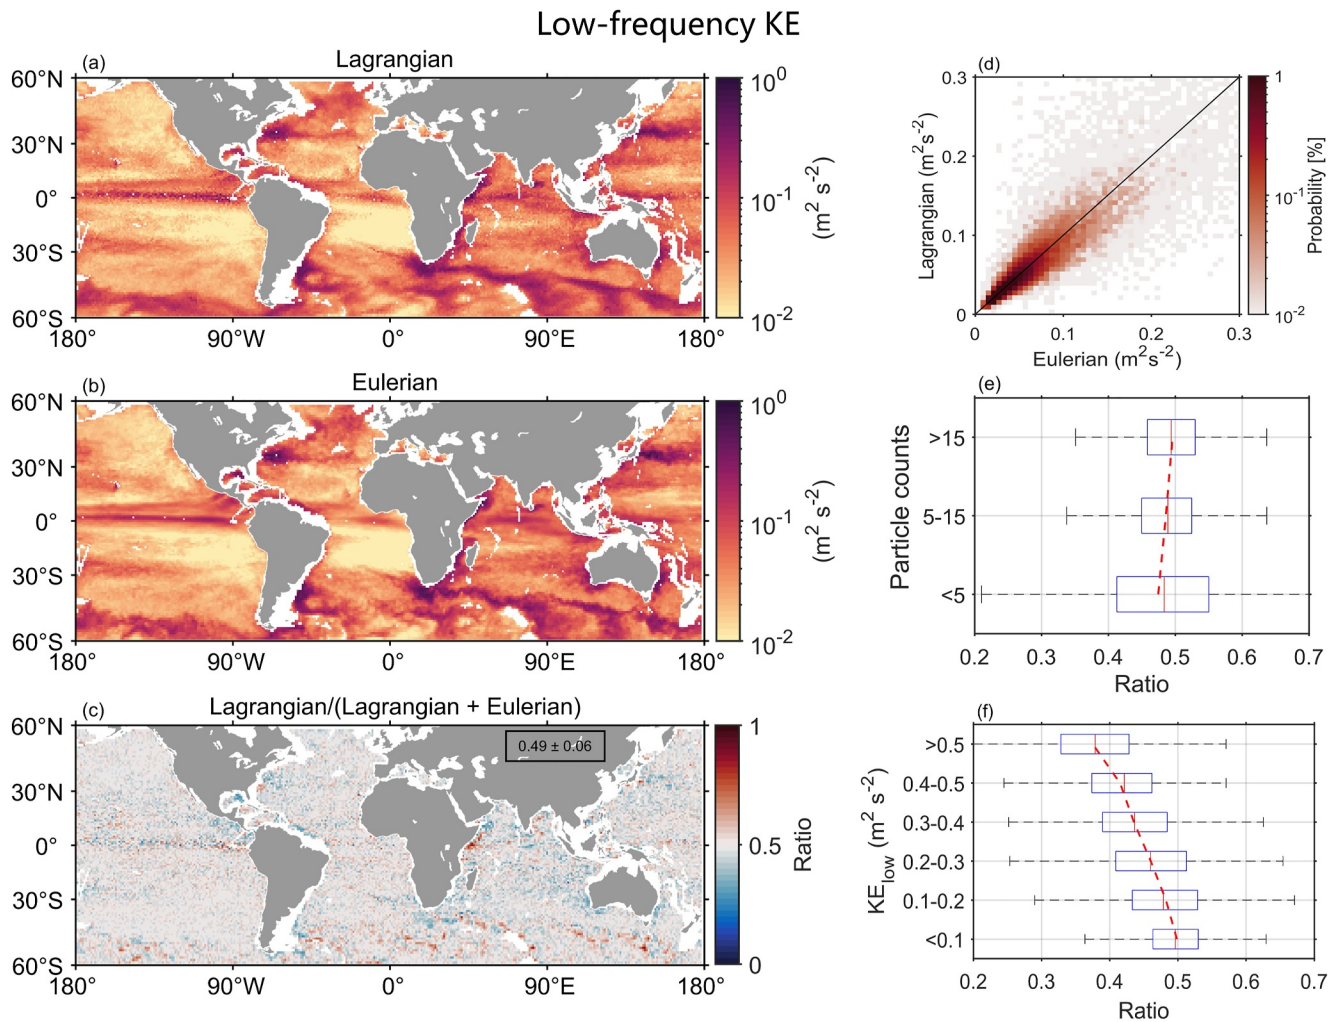 Low-frequency KE
(a) Lagrangian
60°N
30°N
0°
30°S
60°S
180° 90°W 0° 90°E 180°
10^0
10^-1
10^-2
(m^2 s^-2)
(b) Eulerian
60°N
30°N
0°
30°S
60°S
180° 90°W 0° 90°E 180°
10^0
10^-1
10^-2
(m^2 s^-2)
(c) Lagrangian/(Lagrangian + Eulerian)
0.49 ± 0.06
60°N
30°N
0°
30°S
60°S
180° 90°W 0° 90°E 180°
1
0.5
0
Ratio
(d)
0.3
0.2
0.1
0
Lagrangian (m^2s^-2)
0 0.1 0.2 0.3
Eulerian (m^2s^-2)
1
10^-1
10^-2
Probability [%]
(e)
Particle counts
>15
5-15
<5
0.2 0.3 0.4 0.5 0.6 0.7
Ratio
(f)
KE_low (m^2 s^-2)
>0.5
0.4-0.5
0.3-0.4
0.2-0.3
0.1-0.2
<0.1
0.2 0.3 0.4 0.5 0.6 0.7
Ratio